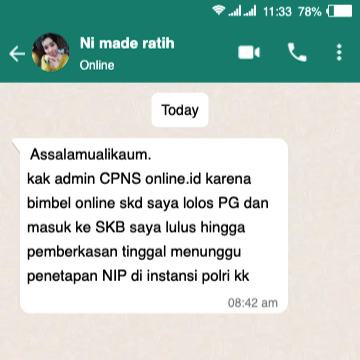 11:33 78%
Ni made ratih
Online
Today
Assalamualikaum.
kak admin CPNS online.id karena
bimbel online skd saya lolos PG dan
masuk ke SKB saya lulus hingga
pemberkasan tinggal menunggu
penetapan NIP di instansi polri kk
08:42 am